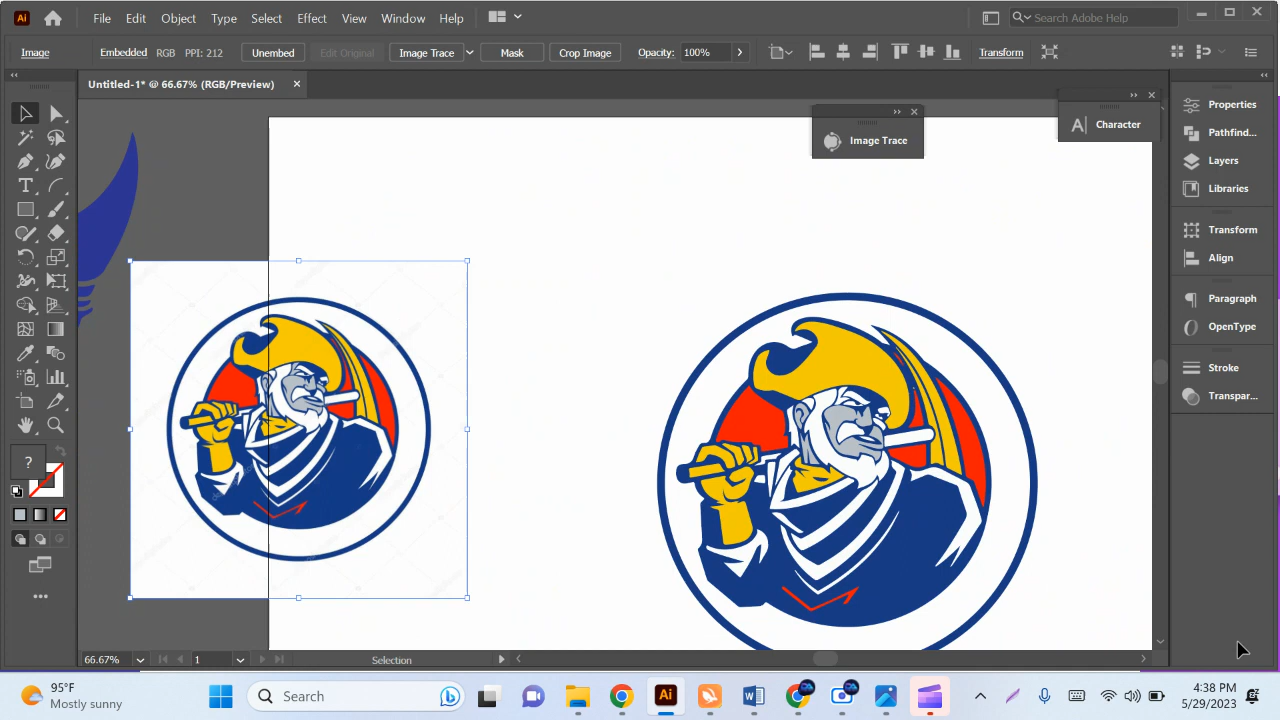 Ai File Edit Object Type Select Effect View Window Help Search Adobe Help
Image Embedded RGB PPI: 212 Unembed Edit Original Image Trace Mask Crop Image Opacity: 100% Transform
Untitled-1* @ 66.67% (RGB/Preview)
Image Trace
Character
Properties
Pathfind...
Layers
Libraries
Transform
Align
Paragraph
OpenType
Stroke
Transpar...
?
66.67% 1 Selection
95°F
Mostly sunny
Search
Ai
4:38 PM
5/29/2023